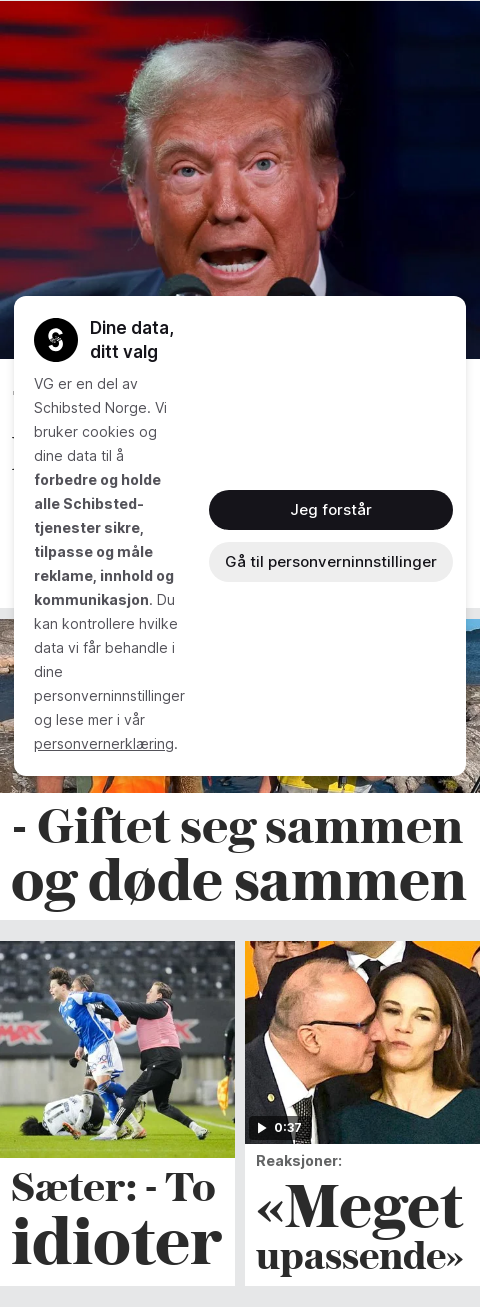 Dine data,
ditt valg
VG er en del av
Schibsted Norge. Vi
bruker cookies og
dine data til å
forbedre og holde
alle Schibsted-
tjenester sikre,
tilpasse og måle
reklame, innhold og
kommunikasjon. Du
kan kontrollere hvilke
data vi får behandle i
dine
personverninnstillinger
og lese mer i vår
personvernerklæring.
Jeg forstår
Gå til personverninnstillinger
- Giftet seg sammen
og døde sammen
Sæter: - To
idioter
0:37
Reaksjoner:
«Meget
upassende»